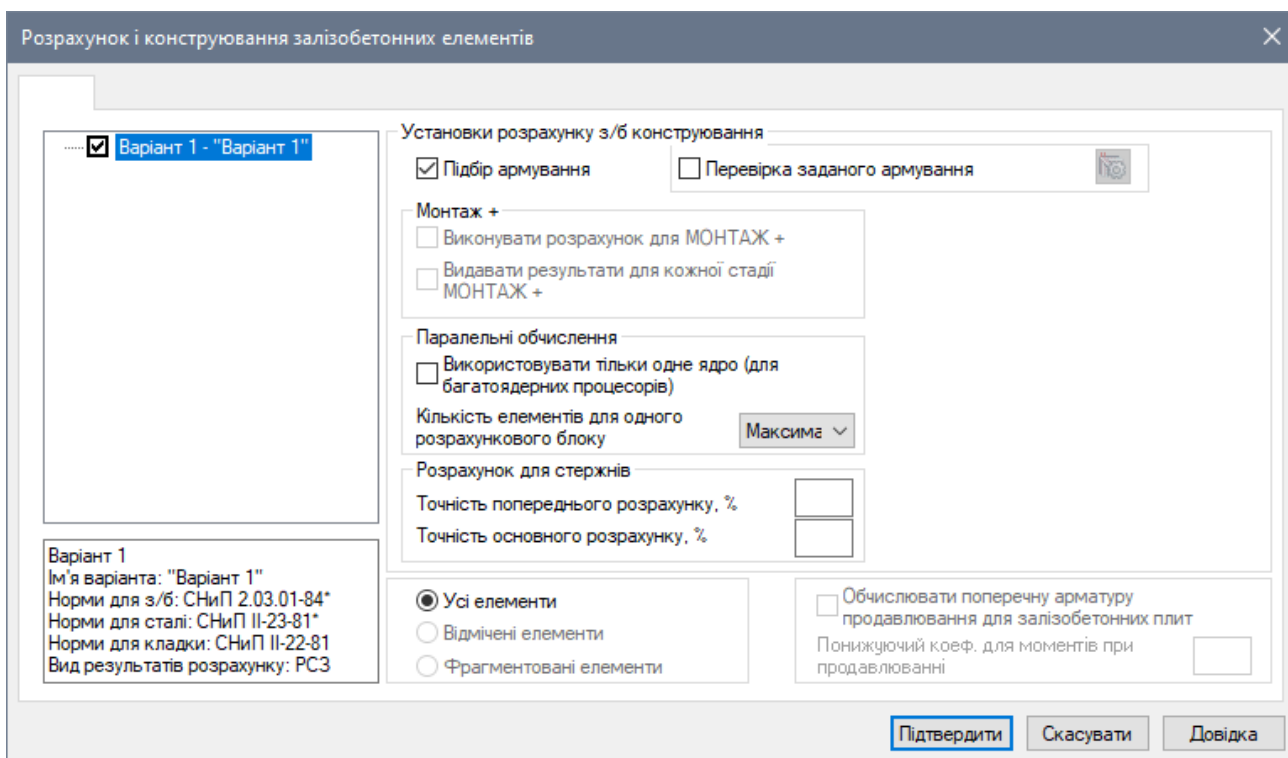 Розрахунок і конструювання залізобетонних елементів
Варіант 1 - "Варіант 1"
Варіант 1
Ім'я варіанта: "Варіант 1"
Норми для з/б: СНиП 2.03.01-84*
Норми для сталі: СНиП II-23-81*
Норми для кладки: СНиП II-22-81
Вид результатів розрахунку: РСЗ
Установки розрахунку з/б конструювання
Підбір армування
Перевірка заданого армування
Монтаж +
Виконувати розрахунок для МОНТАЖ +
Видавати результати для кожної стадії
МОНТАЖ +
Паралельні обчислення
Використовувати тільки одне ядро (для
багатоядерних процесорів)
Кількість елементів для одного
розрахункового блоку
Максима
Розрахунок для стержнів
Точність попереднього розрахунку, %
Точність основного розрахунку, %
Усі елементи
Відмічені елементи
Фрагментовані елементи
Обчислювати поперечну арматуру
продавлювання для залізобетонних плит
Понижуючий коеф. для моментів при
продавлюванні
Підтвердити
Скасувати
Довідка